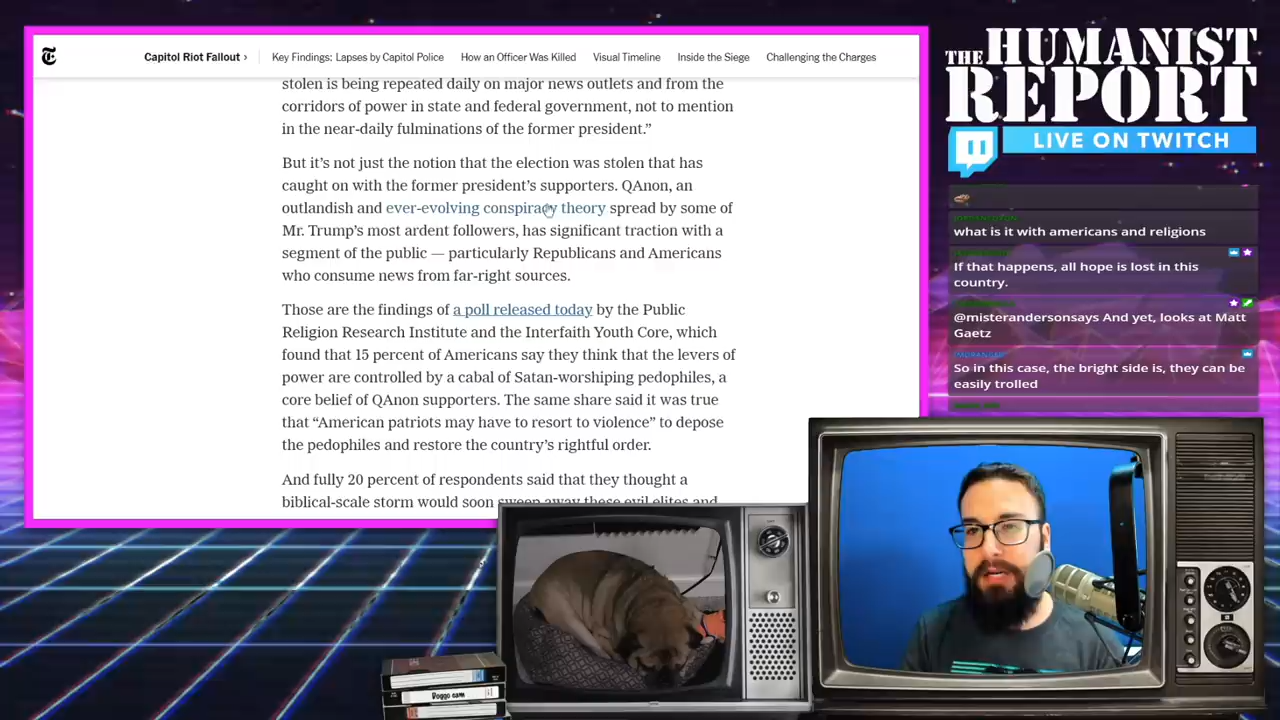 Capitol Riot Fallout ›
Key Findings: Lapses by Capitol Police
How an Officer Was Killed
Visual Timeline
Inside the Siege
Challenging the Charges
stolen is being repeated daily on major news outlets and from the
corridors of power in state and federal government, not to mention
in the near-daily fulminations of the former president.”
But it’s not just the notion that the election was stolen that has
caught on with the former president’s supporters. QAnon, an
outlandish and ever-evolving conspiracy theory spread by some of
Mr. Trump’s most ardent followers, has significant traction with a
segment of the public — particularly Republicans and Americans
who consume news from far-right sources.
Those are the findings of a poll released today by the Public
Religion Research Institute and the Interfaith Youth Core, which
found that 15 percent of Americans say they think that the levers of
power are controlled by a cabal of Satan-worshiping pedophiles, a
core belief of QAnon supporters. The same share said it was true
that “American patriots may have to resort to violence” to depose
the pedophiles and restore the country’s rightful order.
And fully 20 percent of respondents said that they thought a
biblical-scale storm would soon sweep away these evil elites and
THE HUMANIST
REPORT
LIVE ON TWITCH
what is it with americans and religions
If that happens, all hope is lost in this
country.
@misterandersonsays And yet, looks at Matt
Gaetz
So in this case, the bright side is, they can be
easily trolled
Doggo cam